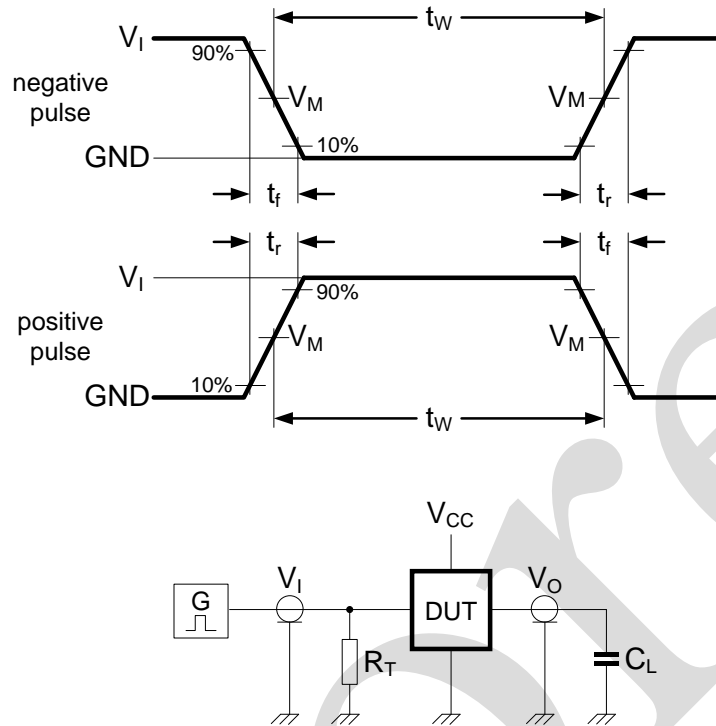 V_I
90%
t_W
negative
pulse
V_M
V_M
GND
10%
t_f
t_r
t_r
t_f
V_I
90%
positive
pulse
V_M
V_M
GND
10%
t_W
V_CC
V_I
V_O
G
DUT
R_T
C_L